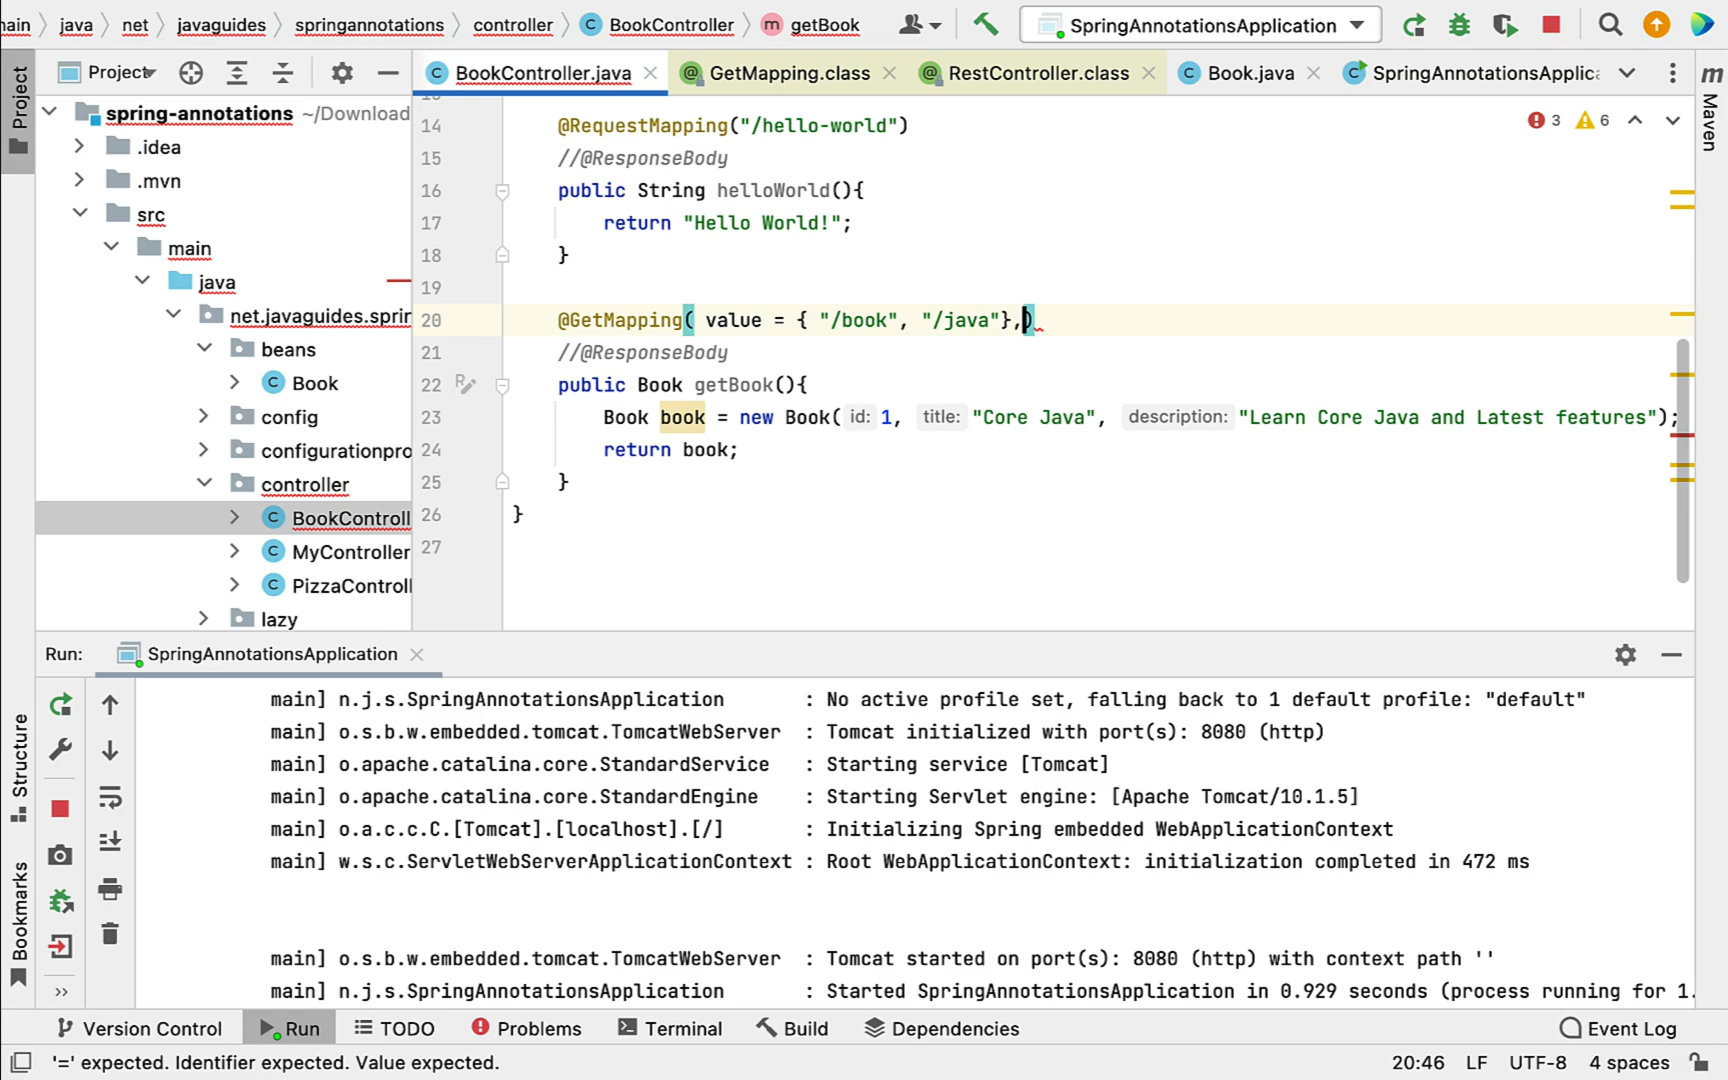 main
java
net
javaguides
springannotations
controller
BookController
getBook
SpringAnnotationsApplication
Project
BookController.java
GetMapping.class
RestController.class
Book.java
SpringAnnotationsApplic
Project
Maven
Structure
Bookmarks
spring-annotations ~/Download
.idea
.mvn
src
main
java
net.javaguides.sprin
beans
Book
config
configurationpro
controller
BookControll
MyController
PizzaControll
lazy
3 6
14 @RequestMapping("/hello-world")
15 //@ResponseBody
16 public String helloWorld(){
17 return "Hello World!";
18 }
19
20 @GetMapping( value = { "/book", "/java"},)
21 //@ResponseBody
22 public Book getBook(){
23 Book book = new Book( id: 1, title: "Core Java", description: "Learn Core Java and Latest features");
24 return book;
25 }
26 }
27
Run: SpringAnnotationsApplication
main] n.j.s.SpringAnnotationsApplication : No active profile set, falling back to 1 default profile: "default"
main] o.s.b.w.embedded.tomcat.TomcatWebServer : Tomcat initialized with port(s): 8080 (http)
main] o.apache.catalina.core.StandardService : Starting service [Tomcat]
main] o.apache.catalina.core.StandardEngine : Starting Servlet engine: [Apache Tomcat/10.1.5]
main] o.a.c.c.C.[Tomcat].[localhost].[/] : Initializing Spring embedded WebApplicationContext
main] w.s.c.ServletWebServerApplicationContext : Root WebApplicationContext: initialization completed in 472 ms
main] o.s.b.w.embedded.tomcat.TomcatWebServer : Tomcat started on port(s): 8080 (http) with context path ''
main] n.j.s.SpringAnnotationsApplication : Started SpringAnnotationsApplication in 0.929 seconds (process running for 1.
Version Control Run TODO Problems Terminal Build Dependencies Event Log
'=' expected. Identifier expected. Value expected. 20:46 LF UTF-8 4 spaces